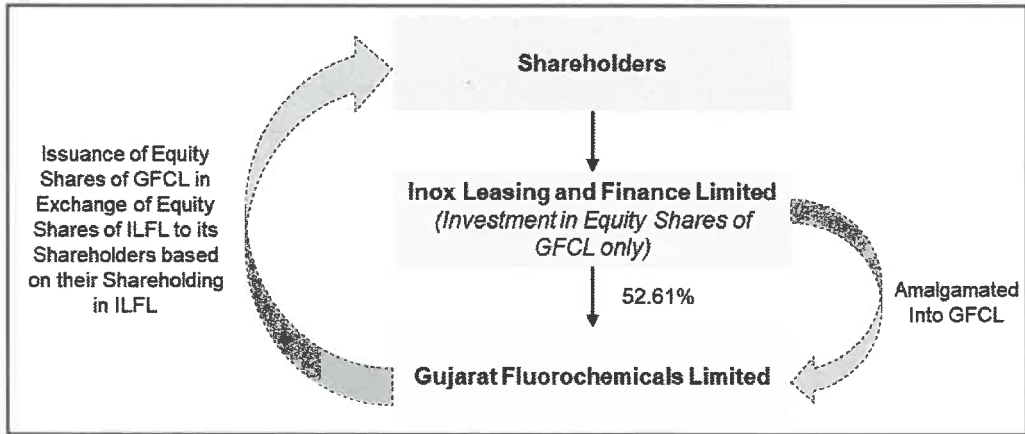 Shareholders
Issuance of Equity
Shares of GFCL in
Exchange of Equity
Shares of ILFL to its
Shareholders based
on their Shareholding
in ILFL
Inox Leasing and Finance Limited
(Investment in Equity Shares of
GFCL only)
52.61%
Amalgamated
Into GFCL
Gujarat Fluorochemicals Limited